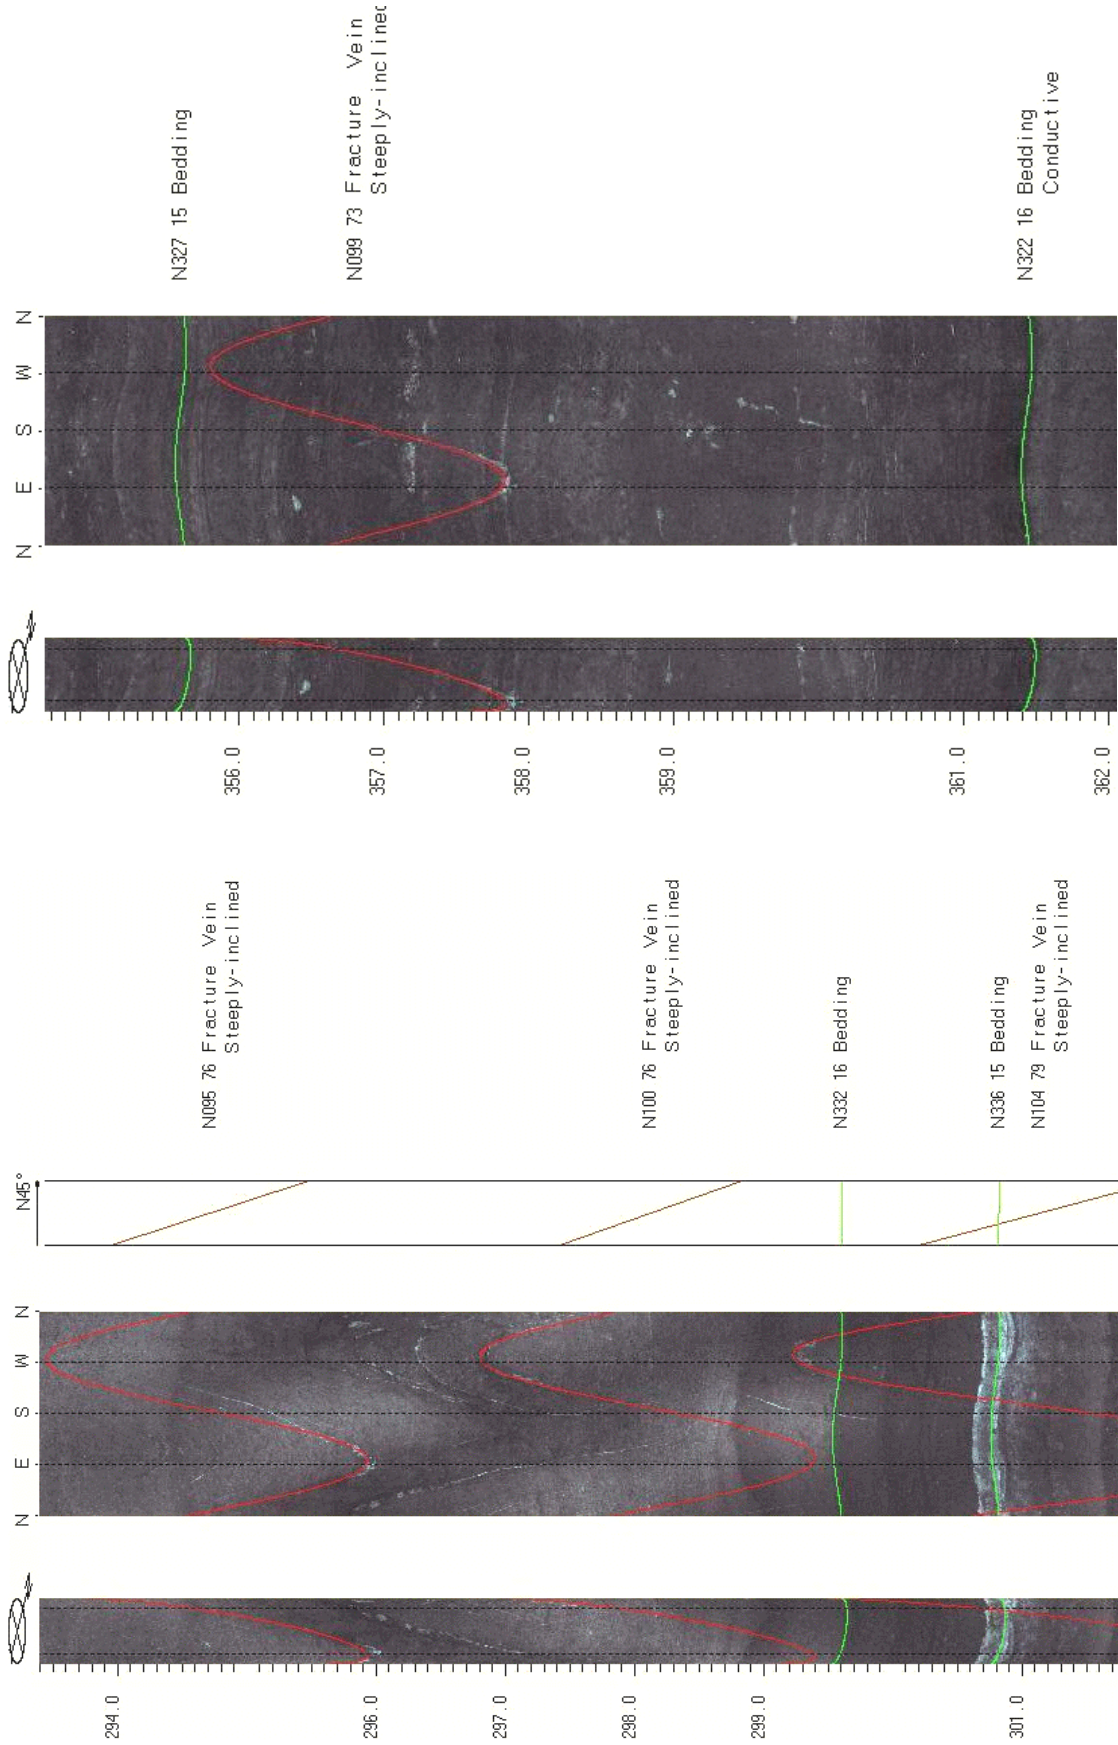 N E S W N
N327 15 Bedding
N099 73 Fracture Vein
Steeply-inclined
N322 16 Bedding
Conductive
356.0
357.0
358.0
359.0
361.0
362.0
N E S W N
N45°
N095 76 Fracture Vein
Steeply-inclined
N100 76 Fracture Vein
Steeply-inclined
N332 16 Bedding
N336 15 Bedding
N104 79 Fracture Vein
Steeply-inclined
294.0
296.0
297.0
298.0
299.0
301.0